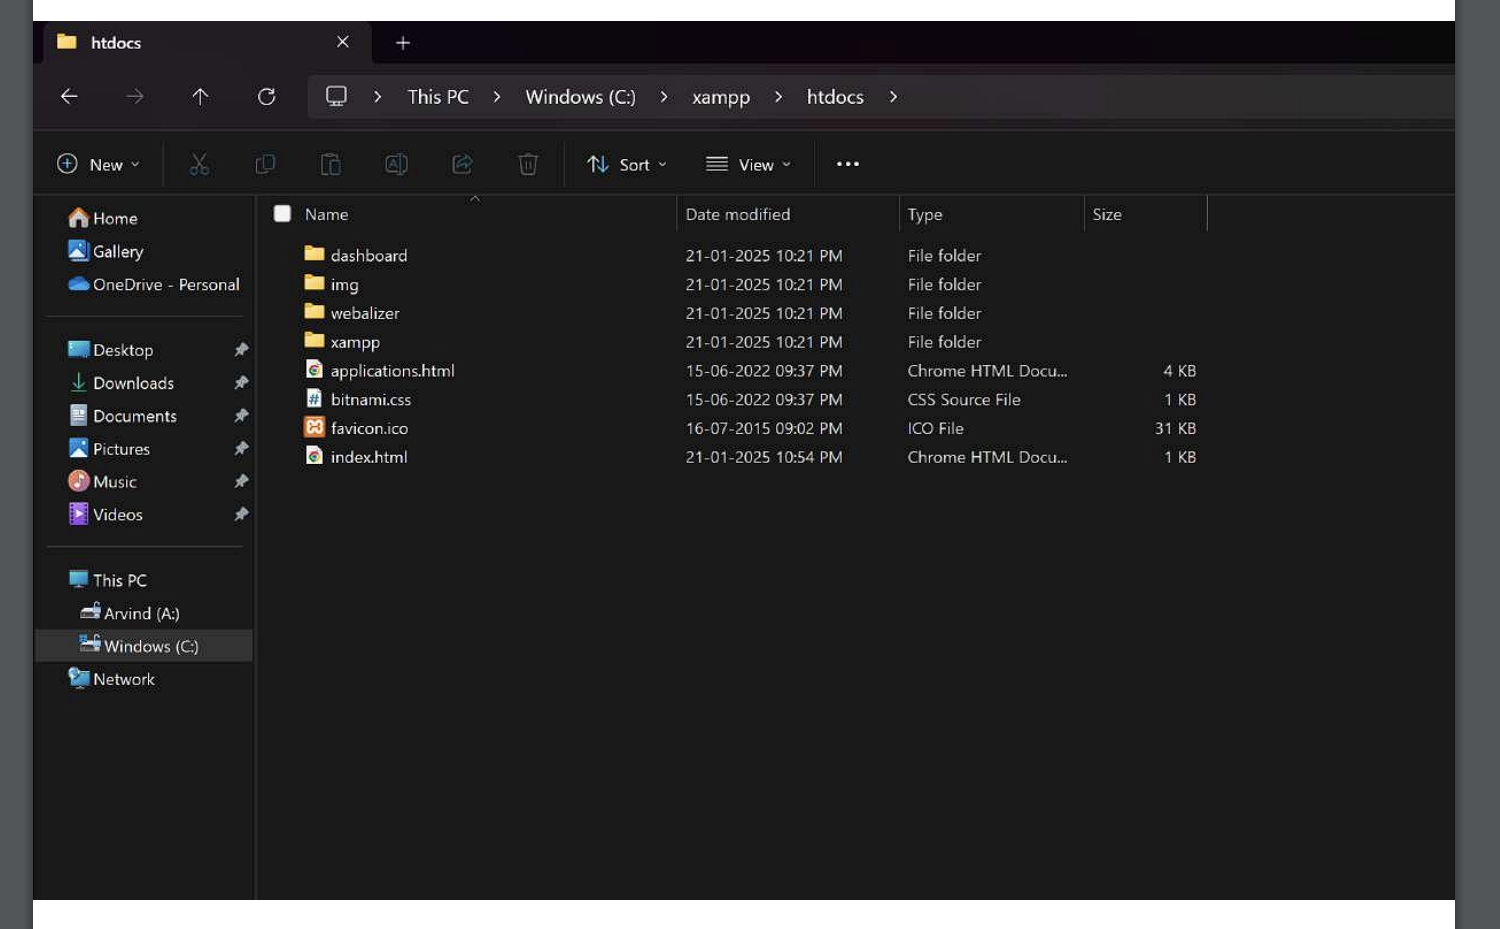 htdocs
This PC > Windows (C:) > xampp > htdocs >
New Sort View ...
Name Date modified Type Size
Home
Gallery
OneDrive - Personal
Desktop
Downloads
Documents
Pictures
Music
Videos
This PC
Arvind (A:)
Windows (C:)
Network
dashboard 21-01-2025 10:21 PM File folder
img 21-01-2025 10:21 PM File folder
webalizer 21-01-2025 10:21 PM File folder
xampp 21-01-2025 10:21 PM File folder
applications.html 15-06-2022 09:37 PM Chrome HTML Docu... 4 KB
bitnami.css 15-06-2022 09:37 PM CSS Source File 1 KB
favicon.ico 16-07-2015 09:02 PM ICO File 31 KB
index.html 21-01-2025 10:54 PM Chrome HTML Docu... 1 KB